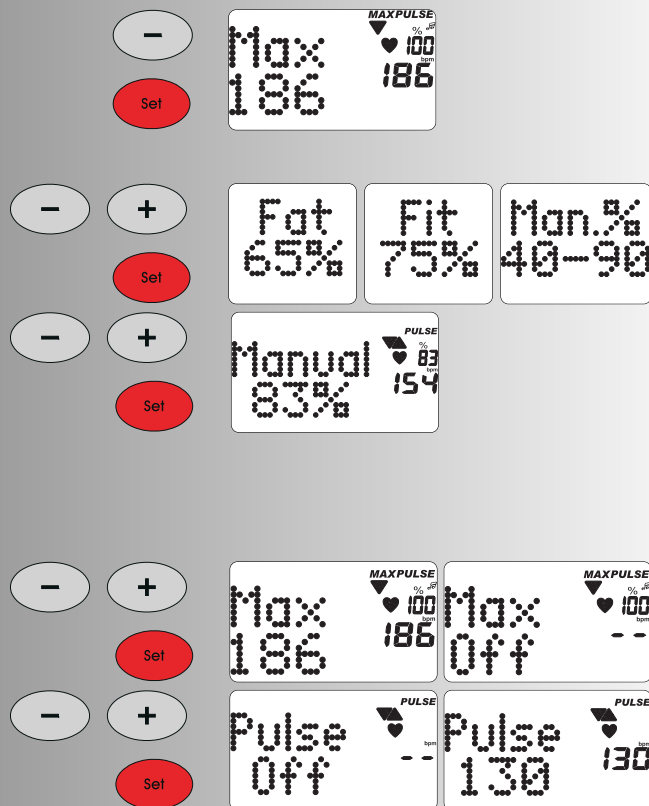 −
MAXPULSE
Max
% 100
bpm
186
186
Set
− +
Fat
65%
Fit
75%
Man.%
40-90
Set
− +
PULSE
%
Manual
83
bpm
154
83%
Set
− +
MAXPULSE
Max
% 100
bpm
186
186
MAXPULSE
Max
% 100
bpm
- -
Off
Set
− +
PULSE
Pulse
bpm
- -
Off
PULSE
Pulse
bpm
130
130
Set